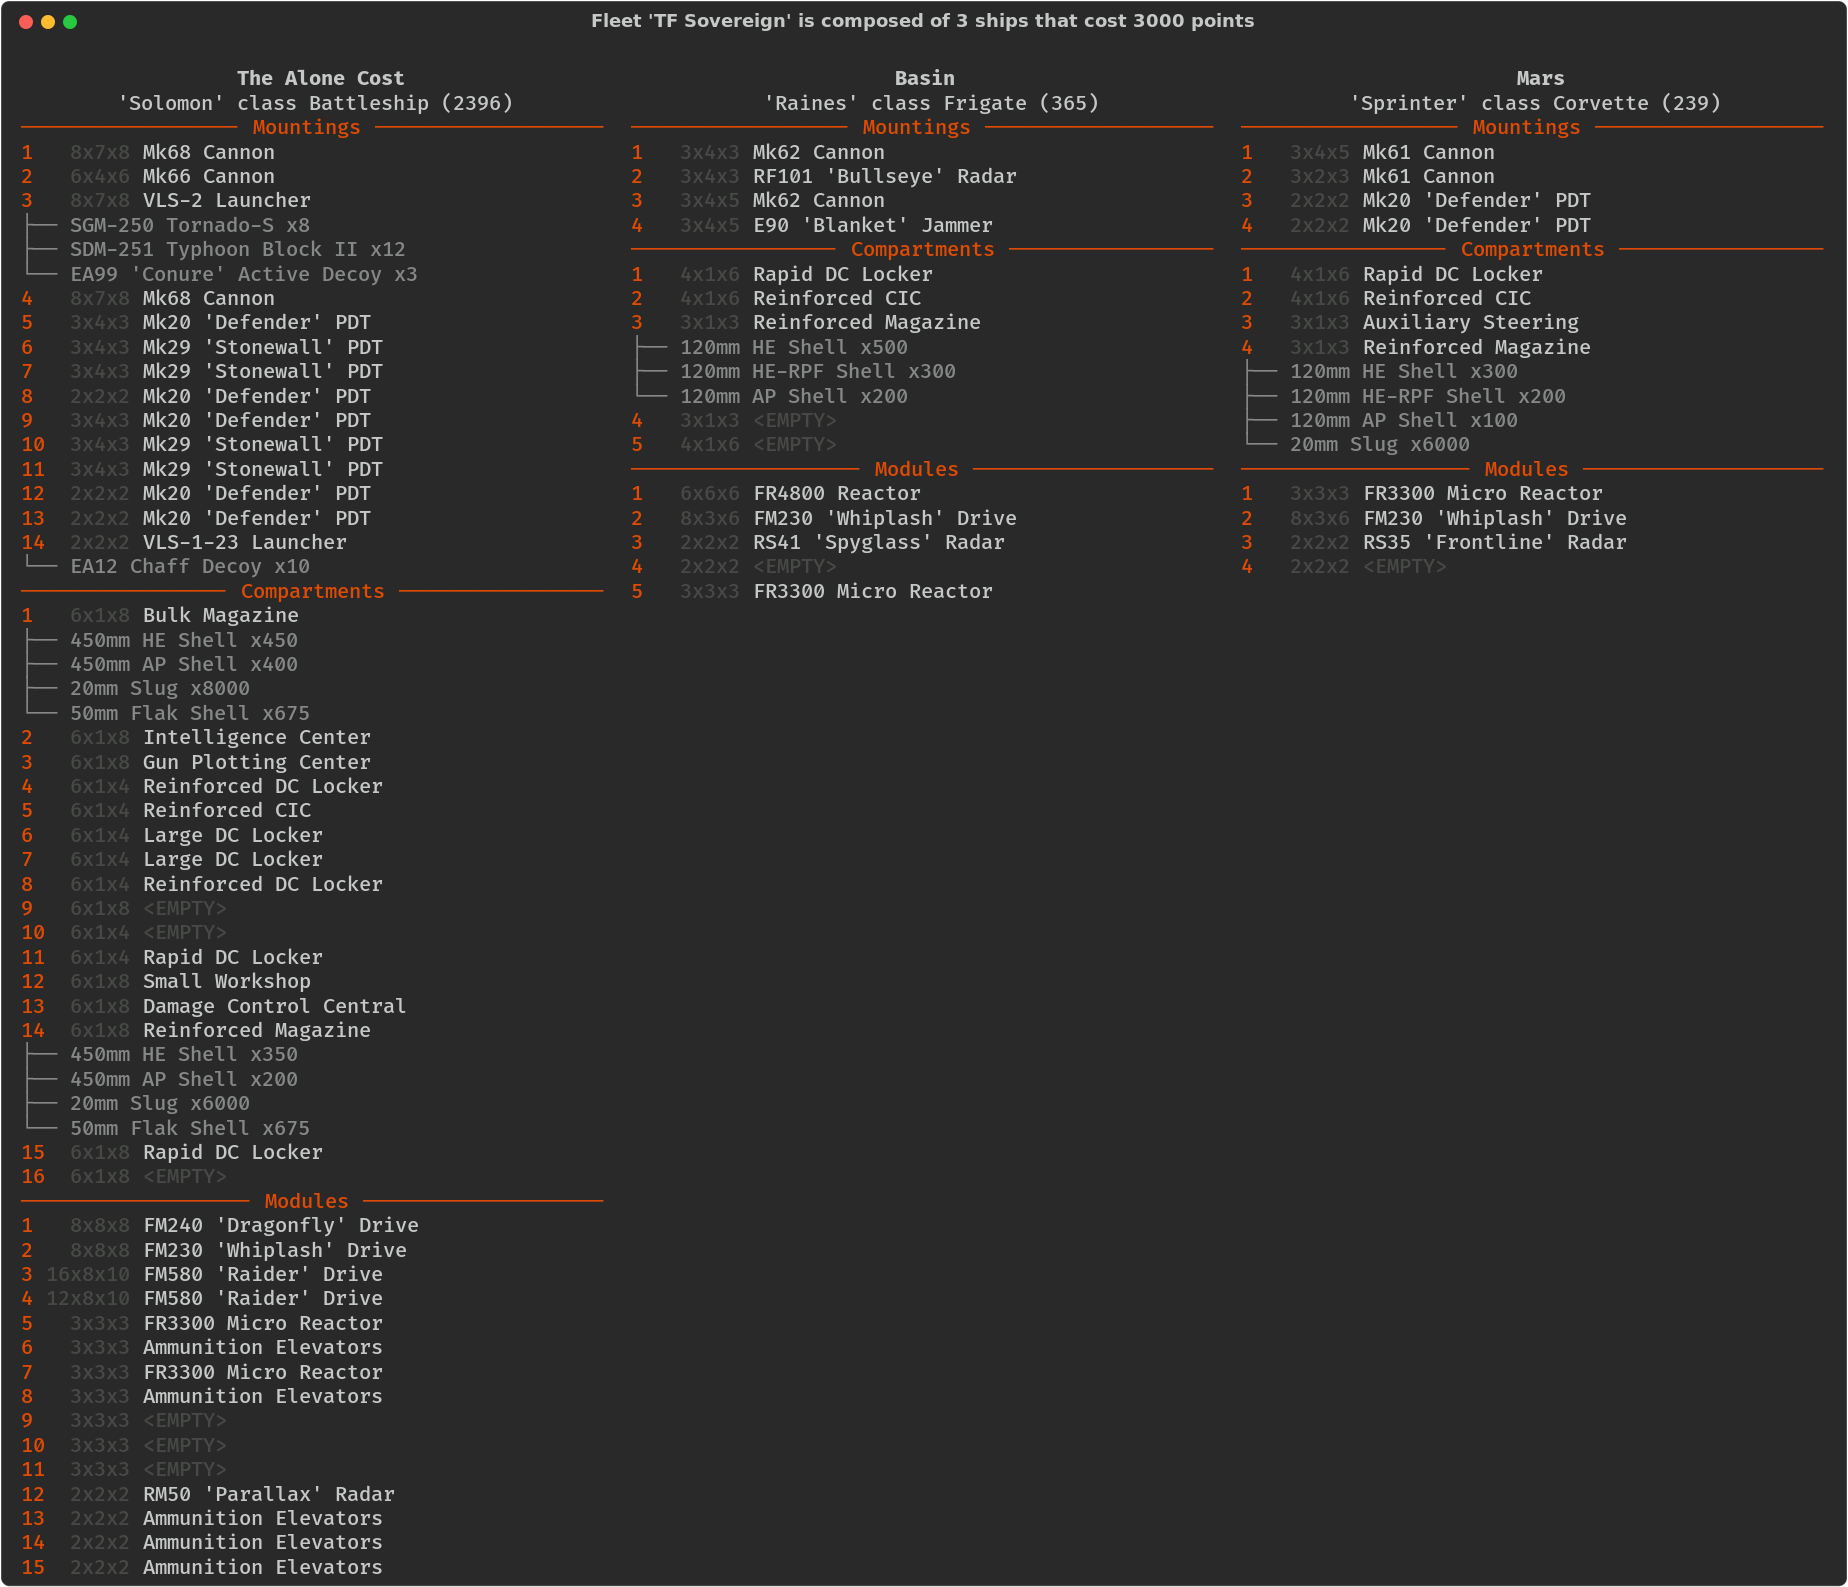 Fleet 'TF Sovereign' is composed of 3 ships that cost 3000 points
The Alone Cost
'Solomon' class Battleship (2396)
Mountings
1 8x7x8 Mk68 Cannon
2 6x4x6 Mk66 Cannon
3 8x7x8 VLS-2 Launcher
SGM-250 Tornado-S x8
SDM-251 Typhoon Block II x12
EA99 'Conure' Active Decoy x3
4 8x7x8 Mk68 Cannon
5 3x4x3 Mk20 'Defender' PDT
6 3x4x3 Mk29 'Stonewall' PDT
7 3x4x3 Mk29 'Stonewall' PDT
8 2x2x2 Mk20 'Defender' PDT
9 3x4x3 Mk20 'Defender' PDT
10 3x4x3 Mk29 'Stonewall' PDT
11 3x4x3 Mk29 'Stonewall' PDT
12 2x2x2 Mk20 'Defender' PDT
13 2x2x2 Mk20 'Defender' PDT
14 2x2x2 VLS-1-23 Launcher
EA12 Chaff Decoy x10
Compartments
1 6x1x8 Bulk Magazine
450mm HE Shell x450
450mm AP Shell x400
20mm Slug x8000
50mm Flak Shell x675
2 6x1x8 Intelligence Center
3 6x1x8 Gun Plotting Center
4 6x1x4 Reinforced DC Locker
5 6x1x4 Reinforced CIC
6 6x1x4 Large DC Locker
7 6x1x4 Large DC Locker
8 6x1x4 Reinforced DC Locker
9 6x1x8 <EMPTY>
10 6x1x4 <EMPTY>
11 6x1x4 Rapid DC Locker
12 6x1x8 Small Workshop
13 6x1x8 Damage Control Central
14 6x1x8 Reinforced Magazine
450mm HE Shell x350
450mm AP Shell x200
20mm Slug x6000
50mm Flak Shell x675
15 6x1x8 Rapid DC Locker
16 6x1x8 <EMPTY>
Modules
1 8x8x8 FM240 'Dragonfly' Drive
2 8x8x8 FM230 'Whiplash' Drive
3 16x8x10 FM580 'Raider' Drive
4 12x8x10 FM580 'Raider' Drive
5 3x3x3 FR3300 Micro Reactor
6 3x3x3 Ammunition Elevators
7 3x3x3 FR3300 Micro Reactor
8 3x3x3 Ammunition Elevators
9 3x3x3 <EMPTY>
10 3x3x3 <EMPTY>
11 3x3x3 <EMPTY>
12 2x2x2 RM50 'Parallax' Radar
13 2x2x2 Ammunition Elevators
14 2x2x2 Ammunition Elevators
15 2x2x2 Ammunition Elevators
Basin
'Raines' class Frigate (365)
Mountings
1 3x4x3 Mk62 Cannon
2 3x4x3 RF101 'Bullseye' Radar
3 3x4x5 Mk62 Cannon
4 3x4x5 E90 'Blanket' Jammer
Compartments
1 4x1x6 Rapid DC Locker
2 4x1x6 Reinforced CIC
3 3x1x3 Reinforced Magazine
120mm HE Shell x500
120mm HE-RPF Shell x300
120mm AP Shell x200
4 3x1x3 <EMPTY>
5 4x1x6 <EMPTY>
Modules
1 6x6x6 FR4800 Reactor
2 8x3x6 FM230 'Whiplash' Drive
3 2x2x2 RS41 'Spyglass' Radar
4 2x2x2 <EMPTY>
5 3x3x3 FR3300 Micro Reactor
Mars
'Sprinter' class Corvette (239)
Mountings
1 3x4x5 Mk61 Cannon
2 3x2x3 Mk61 Cannon
3 2x2x2 Mk20 'Defender' PDT
4 2x2x2 Mk20 'Defender' PDT
Compartments
1 4x1x6 Rapid DC Locker
2 4x1x6 Reinforced CIC
3 3x1x3 Auxiliary Steering
4 3x1x3 Reinforced Magazine
120mm HE Shell x300
120mm HE-RPF Shell x200
120mm AP Shell x100
20mm Slug x6000
Modules
1 3x3x3 FR3300 Micro Reactor
2 8x3x6 FM230 'Whiplash' Drive
3 2x2x2 RS35 'Frontline' Radar
4 2x2x2 <EMPTY>